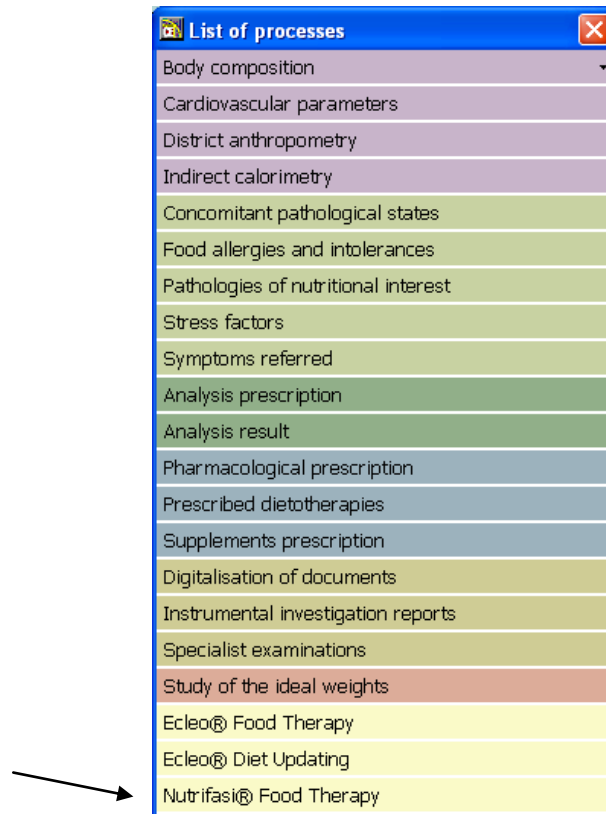 List of processes
Body composition
Cardiovascular parameters
District anthropometry
Indirect calorimetry
Concomitant pathological states
Food allergies and intolerances
Pathologies of nutritional interest
Stress factors
Symptoms referred
Analysis prescription
Analysis result
Pharmacological prescription
Prescribed dietotherapies
Supplements prescription
Digitalisation of documents
Instrumental investigation reports
Specialist examinations
Study of the ideal weights
Ecleo® Food Therapy
Ecleo® Diet Updating
Nutrifasi® Food Therapy